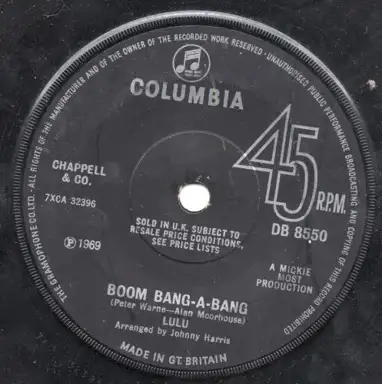 THE GRAMOPHONE CO. LTD. - ALL RIGHTS OF THE MANUFACTURER AND OF THE OWNER OF THE RECORDED WORK RESERVED - UNAUTHORISED PUBLIC PERFORMANCE BROADCASTING AND COPYING OF THIS RECORD PROHIBITED
COLUMBIA
45 R.P.M.
CHAPPELL
& CO.
7XCA 32396
DB 8550
SOLD IN U.K. SUBJECT TO
RESALE PRICE CONDITIONS,
SEE PRICE LISTS
Ⓟ 1969
A MICKIE
MOST
PRODUCTION
BOOM BANG-A-BANG
(Peter Warne—Alan Moorhouse)
LULU
Arranged by Johnny Harris
MADE IN GT. BRITAIN